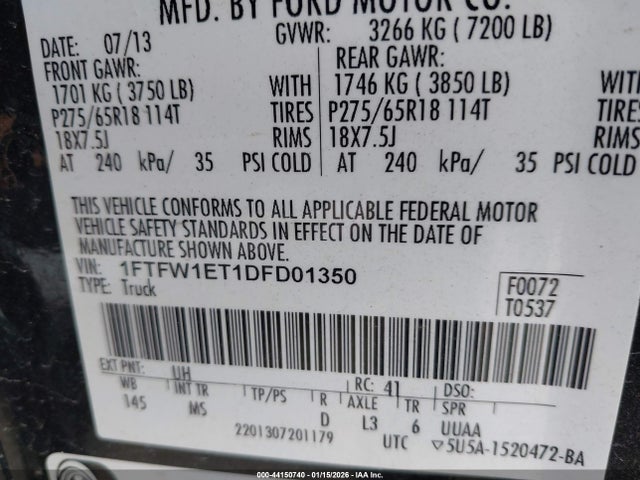 MFD. BY FORD MOTOR CO.
DATE: 07/13 GVWR: 3266 KG ( 7200 LB)
FRONT GAWR: REAR GAWR:
1701 KG ( 3750 LB) WITH 1746 KG ( 3850 LB) WITH
P275/65R18 114T TIRES P275/65R18 114T TIRES
18X7.5J RIMS 18X7.5J RIMS
AT 240 kPa/ 35 PSI COLD AT 240 kPa/ 35 PSI COLD
THIS VEHICLE CONFORMS TO ALL APPLICABLE FEDERAL MOTOR
VEHICLE SAFETY STANDARDS IN EFFECT ON THE DATE OF
MANUFACTURE SHOWN ABOVE.
VIN: 1FTFW1ET1DFD01350 F0072
TYPE: Truck T0537
EXT PNT: UH RC: 41 DSO:
WB INT TR TP/PS R AXLE TR SPR
145 MS D L3 6 UUAA
2201307201179 UTC ▽5U5A-1520472-BA
000-44150740 - 01/15/2026 - IAA Inc.